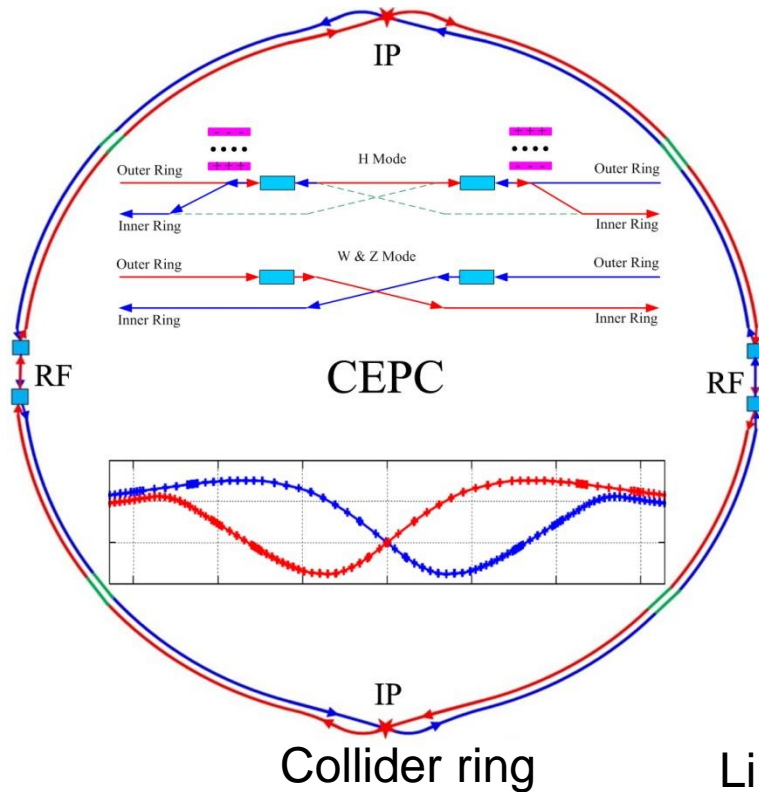 IP
- - -
+ + +
H Mode
+ + +
- - -
Outer Ring
Outer Ring
Inner Ring
Inner Ring
W & Z Mode
Outer Ring
Outer Ring
Inner Ring
Inner Ring
RF
CEPC
RF
IP
Collider ring
Li